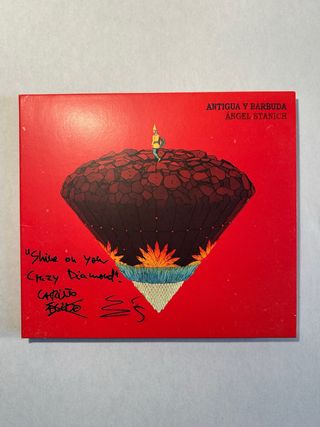 ANTIGUA Y BARBUDA
ÁNGEL STANICH
"Shine on you
Crazy Diamond".